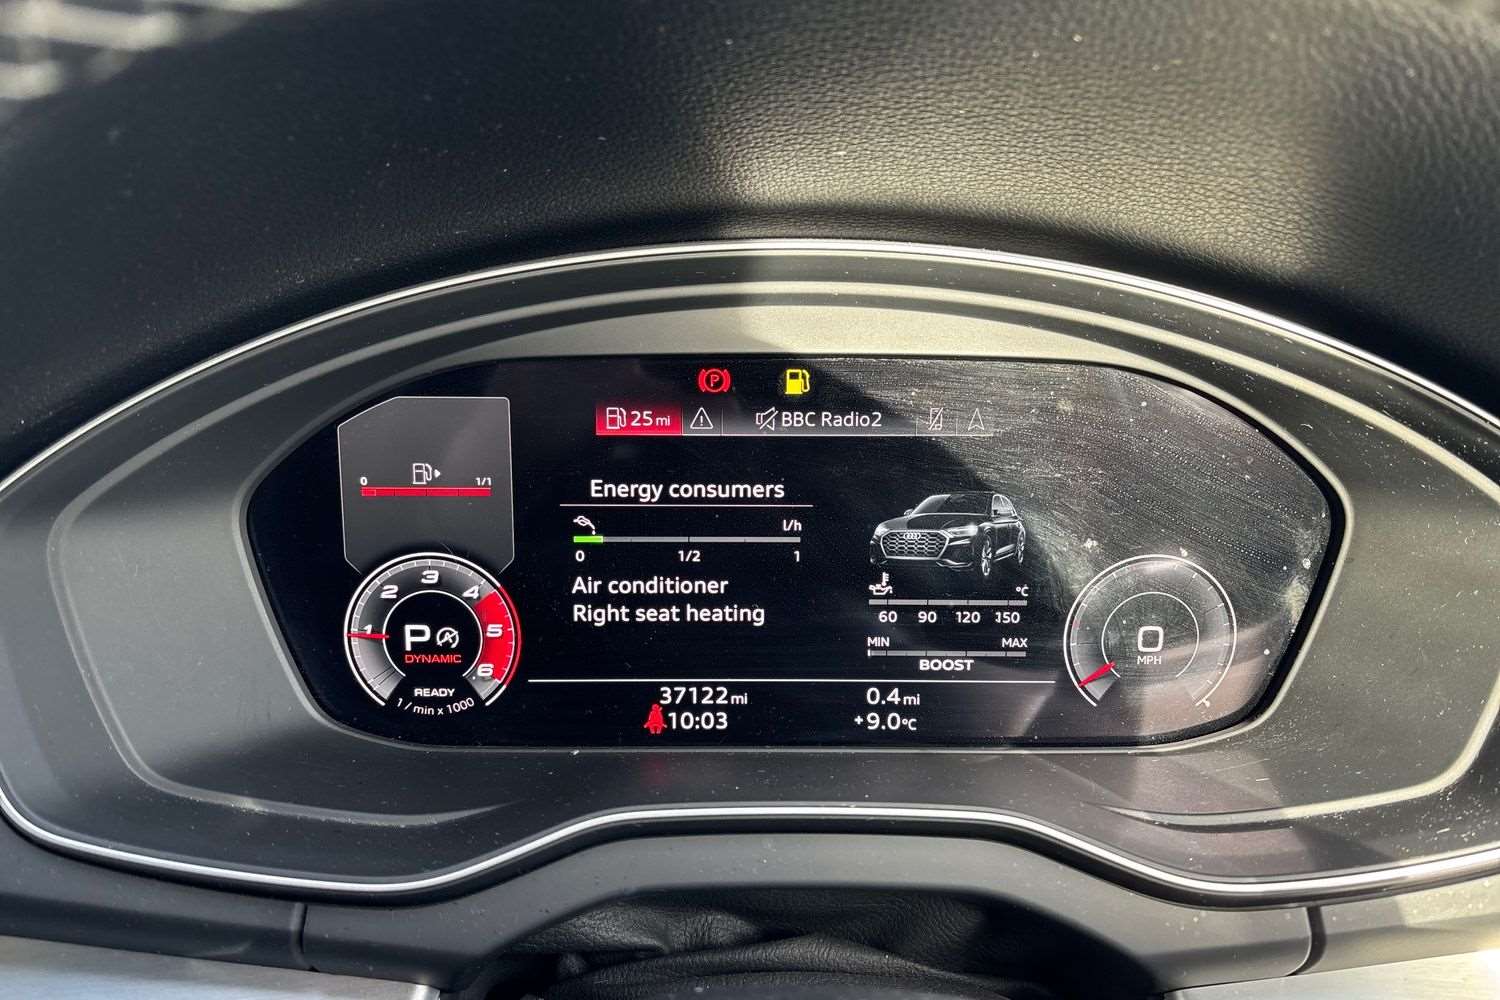 P
25 mi
BBC Radio2
0 1/1
Energy consumers
l/h
0 1/2 1
Air conditioner
Right seat heating
°C
60 90 120 150
MIN MAX
BOOST
1 2 3 4 5 6
P A
DYNAMIC
READY
1 / min x 1000
0
MPH
37122 mi
0.4 mi
10:03
+9.0°C